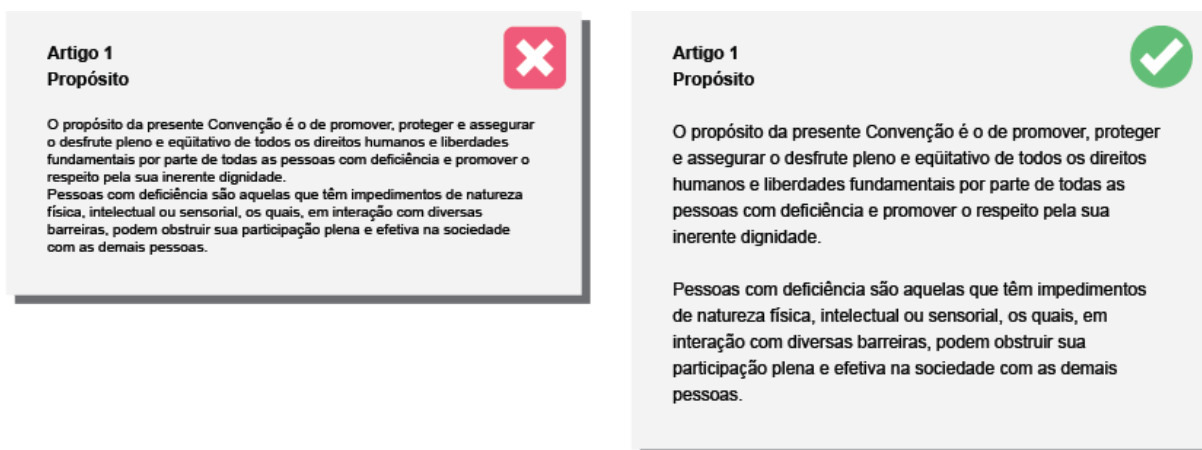 Artigo 1
Propósito
O propósito da presente Convenção é o de promover, proteger e assegurar
o desfrute pleno e eqüitativo de todos os direitos humanos e liberdades
fundamentais por parte de todas as pessoas com deficiência e promover o
respeito pela sua inerente dignidade.
Pessoas com deficiência são aquelas que têm impedimentos de natureza
física, intelectual ou sensorial, os quais, em interação com diversas
barreiras, podem obstruir sua participação plena e efetiva na sociedade
com as demais pessoas.
Artigo 1
Propósito
O propósito da presente Convenção é o de promover, proteger
e assegurar o desfrute pleno e eqüitativo de todos os direitos
humanos e liberdades fundamentais por parte de todas as
pessoas com deficiência e promover o respeito pela sua
inerente dignidade.
Pessoas com deficiência são aquelas que têm impedimentos
de natureza física, intelectual ou sensorial, os quais, em
interação com diversas barreiras, podem obstruir sua
participação plena e efetiva na sociedade com as demais
pessoas.